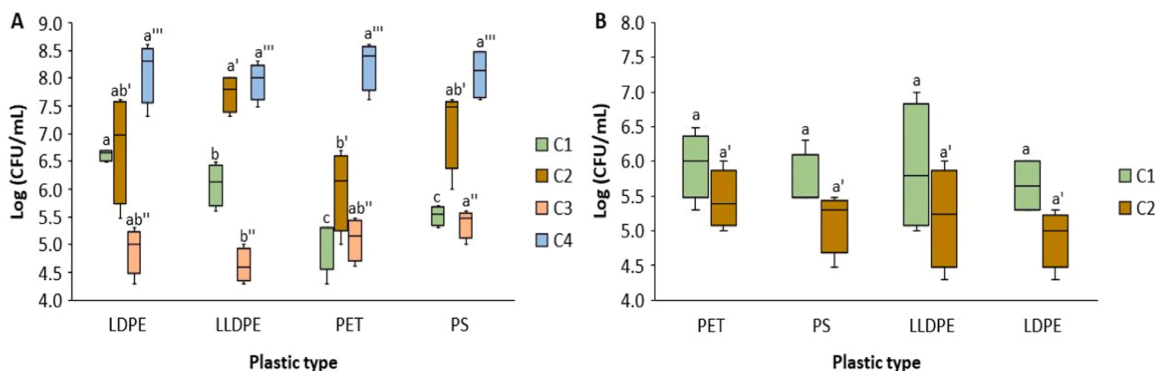 A
Log (CFU/mL)
9.0
8.5
8.0
7.5
7.0
6.5
6.0
5.5
5.0
4.5
4.0
a
ab'
ab''
a'''
b
a'
b''
a'''
c
b'
ab''
a'''
c
ab'
a''
a'''
LDPE
LLDPE
PET
PS
Plastic type
C1
C2
C3
C4
B
Log (CFU/mL)
8.0
7.5
7.0
6.5
6.0
5.5
5.0
4.5
4.0
a
a'
a
a'
a
a'
a
a'
PET
PS
LLDPE
LDPE
Plastic type
C1
C2